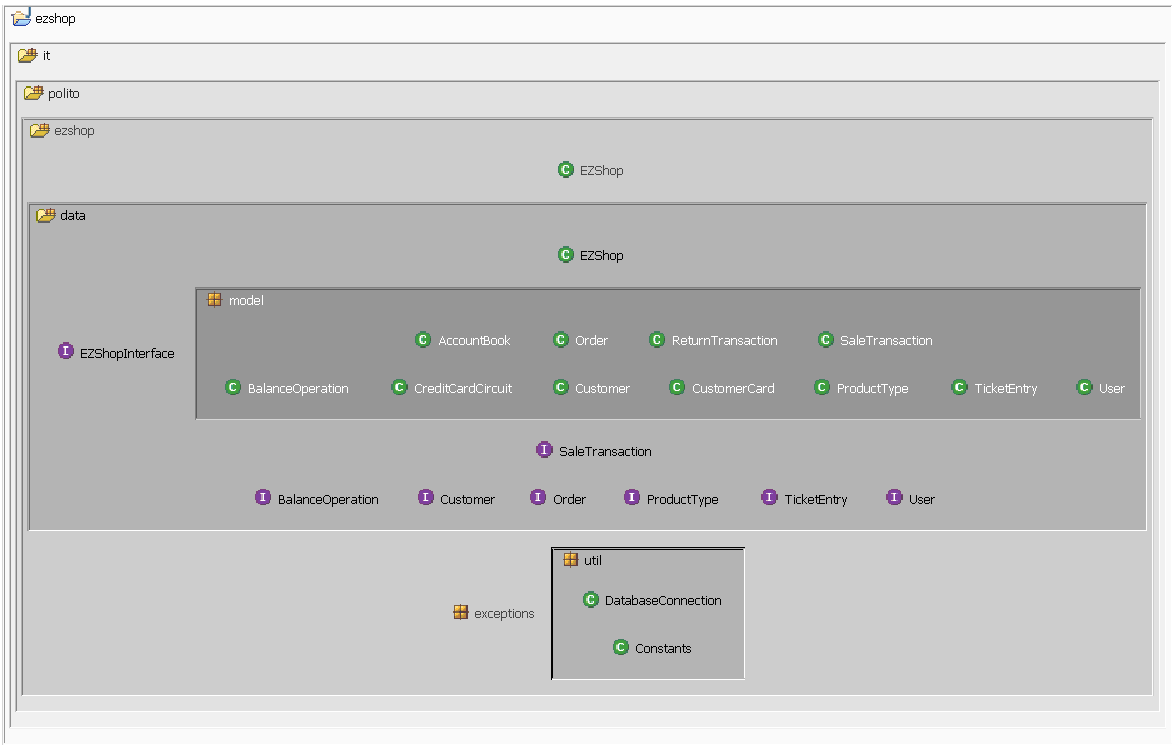 ezshop
it
polito
ezshop
C EZShop
data
C EZShop
I EZShopInterface
model
C AccountBook C Order C ReturnTransaction C SaleTransaction
C BalanceOperation C CreditCardCircuit C Customer C CustomerCard C ProductType C TicketEntry C User
I SaleTransaction
I BalanceOperation I Customer I Order I ProductType I TicketEntry I User
exceptions
util
C DatabaseConnection
C Constants